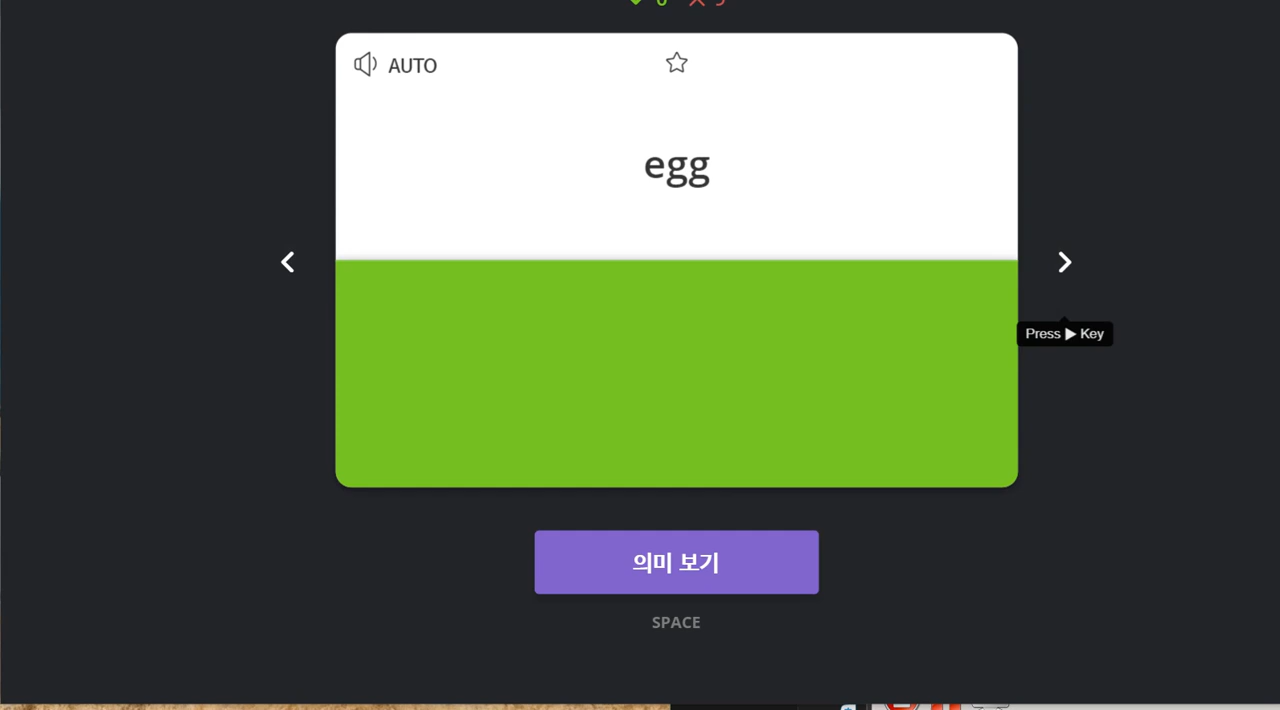 AUTO
egg
Press ▶ Key
의미 보기
SPACE